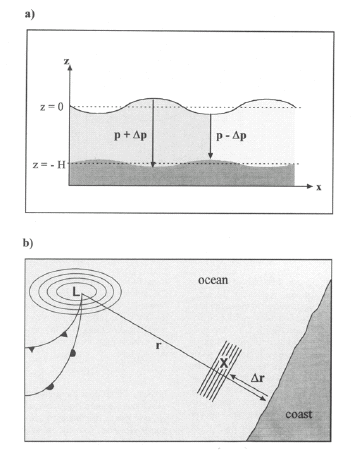 a)
z
z = 0
p + Δp
p - Δp
z = - H
x
b)
L
ocean
r
X
Δr
coast